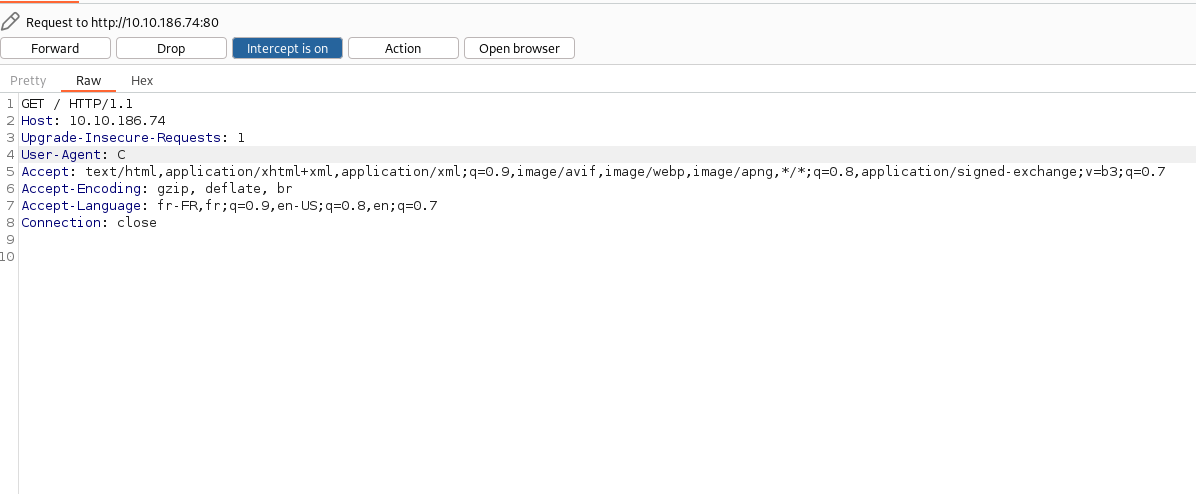 Request to http://10.10.186.74:80
Forward Drop Intercept is on Action Open browser
Pretty Raw Hex
1 GET / HTTP/1.1
2 Host: 10.10.186.74
3 Upgrade-Insecure-Requests: 1
4 User-Agent: C
5 Accept: text/html,application/xhtml+xml,application/xml;q=0.9,image/avif,image/webp,image/apng,*/*;q=0.8,application/signed-exchange;v=b3;q=0.7
6 Accept-Encoding: gzip, deflate, br
7 Accept-Language: fr-FR,fr;q=0.9,en-US;q=0.8,en;q=0.7
8 Connection: close
9
10